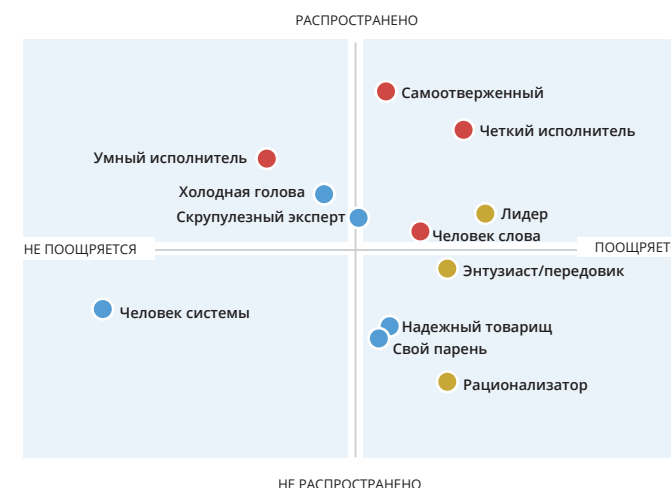 РАСПРОСТРАНЕНО
Самоотверженный
Четкий исполнитель
Умный исполнитель
Холодная голова
Скрупулезный эксперт
Лидер
Человек слова
НЕ ПООЩРЯЕТСЯ
ПООЩРЯЕТ
Энтузиаст/передовик
Человек системы
Надежный товарищ
Свой парень
Рационализатор
НЕ РАСПРОСТРАНЕНО